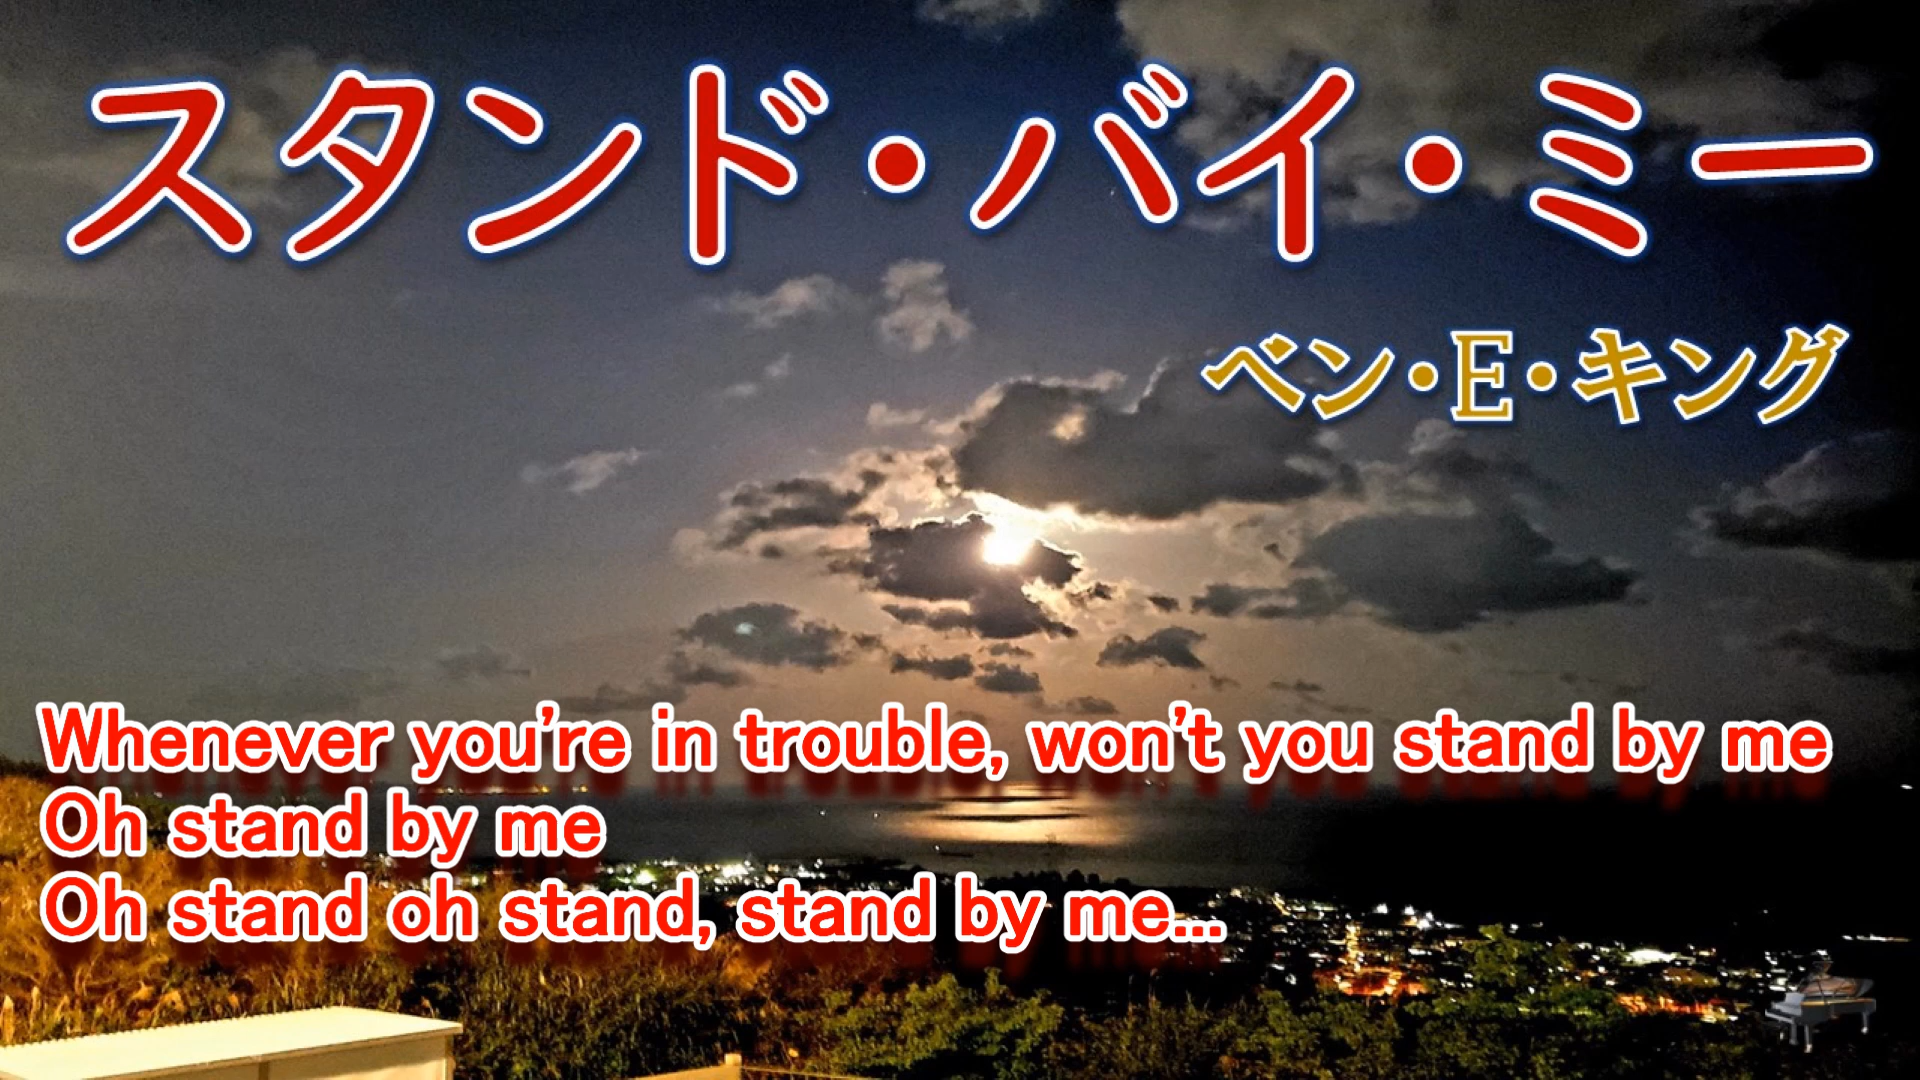 スタンド・バイ・ミー
ベン・E・キング
Whenever you're in trouble, won't you stand by me
Oh stand by me
Oh stand oh stand, stand by me...